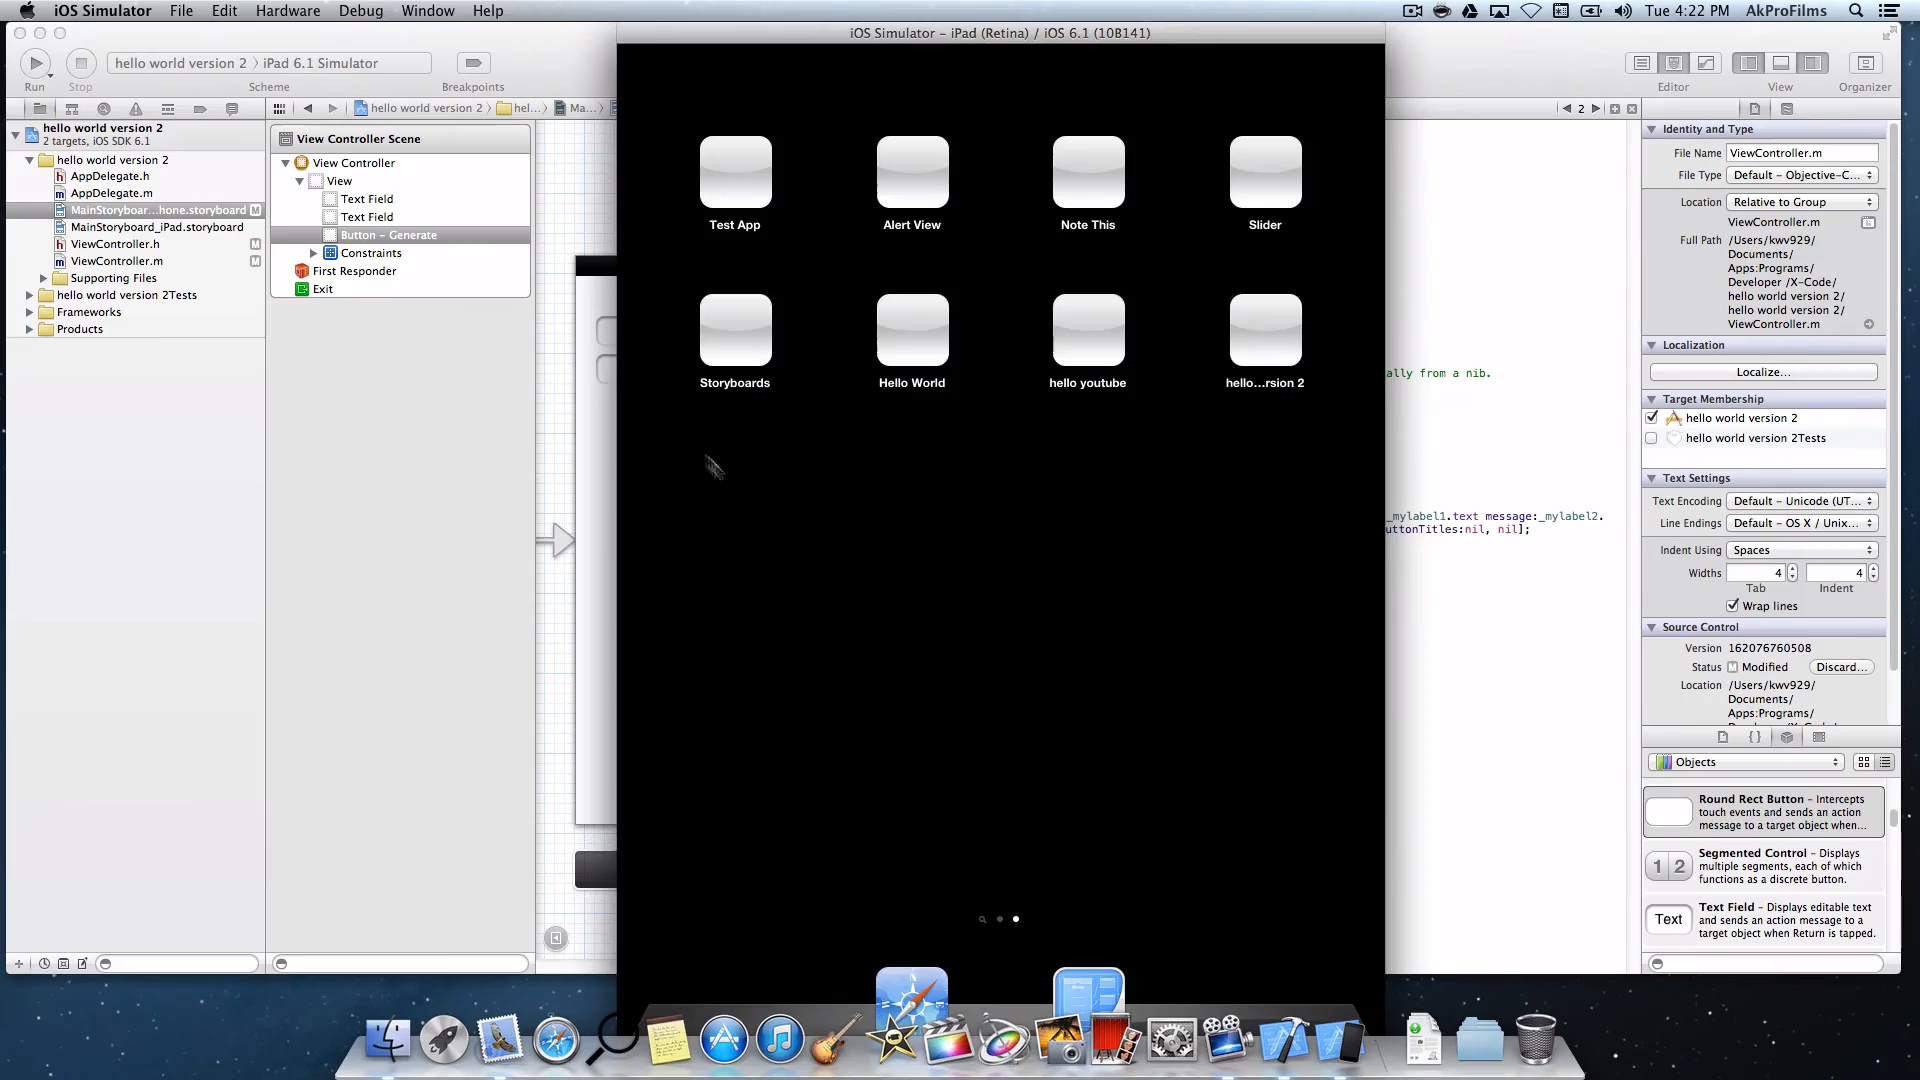 iOS Simulator File Edit Hardware Debug Window Help
Tue 4:22 PM AkProFilms
iOS Simulator – iPad (Retina) / iOS 6.1 (10B141)
hello world version 2 〉 iPad 6.1 Simulator
Run Stop Scheme Breakpoints
Editor View Organizer
hello world version 2 〉 hel... 〉 Ma...
2
hello world version 2
2 targets, iOS SDK 6.1
hello world version 2
AppDelegate.h
AppDelegate.m
MainStoryboar...hone.storyboard M
MainStoryboard_iPad.storyboard
ViewController.h M
ViewController.m M
Supporting Files
hello world version 2Tests
Frameworks
Products
View Controller Scene
View Controller
View
Text Field
Text Field
Button – Generate
Constraints
First Responder
Exit
Test App Alert View Note This Slider
Storyboards Hello World hello youtube hello...rsion 2
ally from a nib.
_mylabel1.text message:_mylabel2.
uttonTitles:nil, nil];
Identity and Type
File Name ViewController.m
File Type Default – Objective-C...
Location Relative to Group
ViewController.m
Full Path /Users/kwv929/
Documents/
Apps:Programs/
Developer /X-Code/
hello world version 2/
hello world version 2/
ViewController.m
Localization
Localize...
Target Membership
hello world version 2
hello world version 2Tests
Text Settings
Text Encoding Default – Unicode (UT...
Line Endings Default – OS X / Unix...
Indent Using Spaces
Widths 4 4
Tab Indent
Wrap lines
Source Control
Version 162076760508
Status M Modified Discard...
Location /Users/kwv929/
Documents/
Apps:Programs/
Objects
Round Rect Button – Intercepts
touch events and sends an action
message to a target object when...
1 2
Segmented Control – Displays
multiple segments, each of which
functions as a discrete button.
Text
Text Field – Displays editable text
and sends an action message to a
target object when Return is tapped.